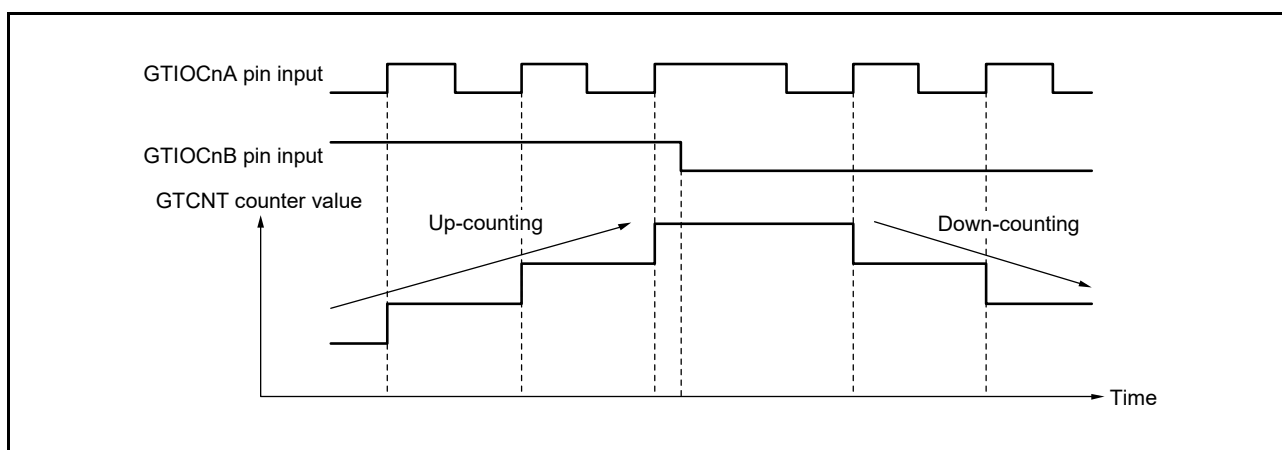 GTIOCnA pin input
GTIOCnB pin input
GTCNT counter value
Up-counting
Down-counting
Time